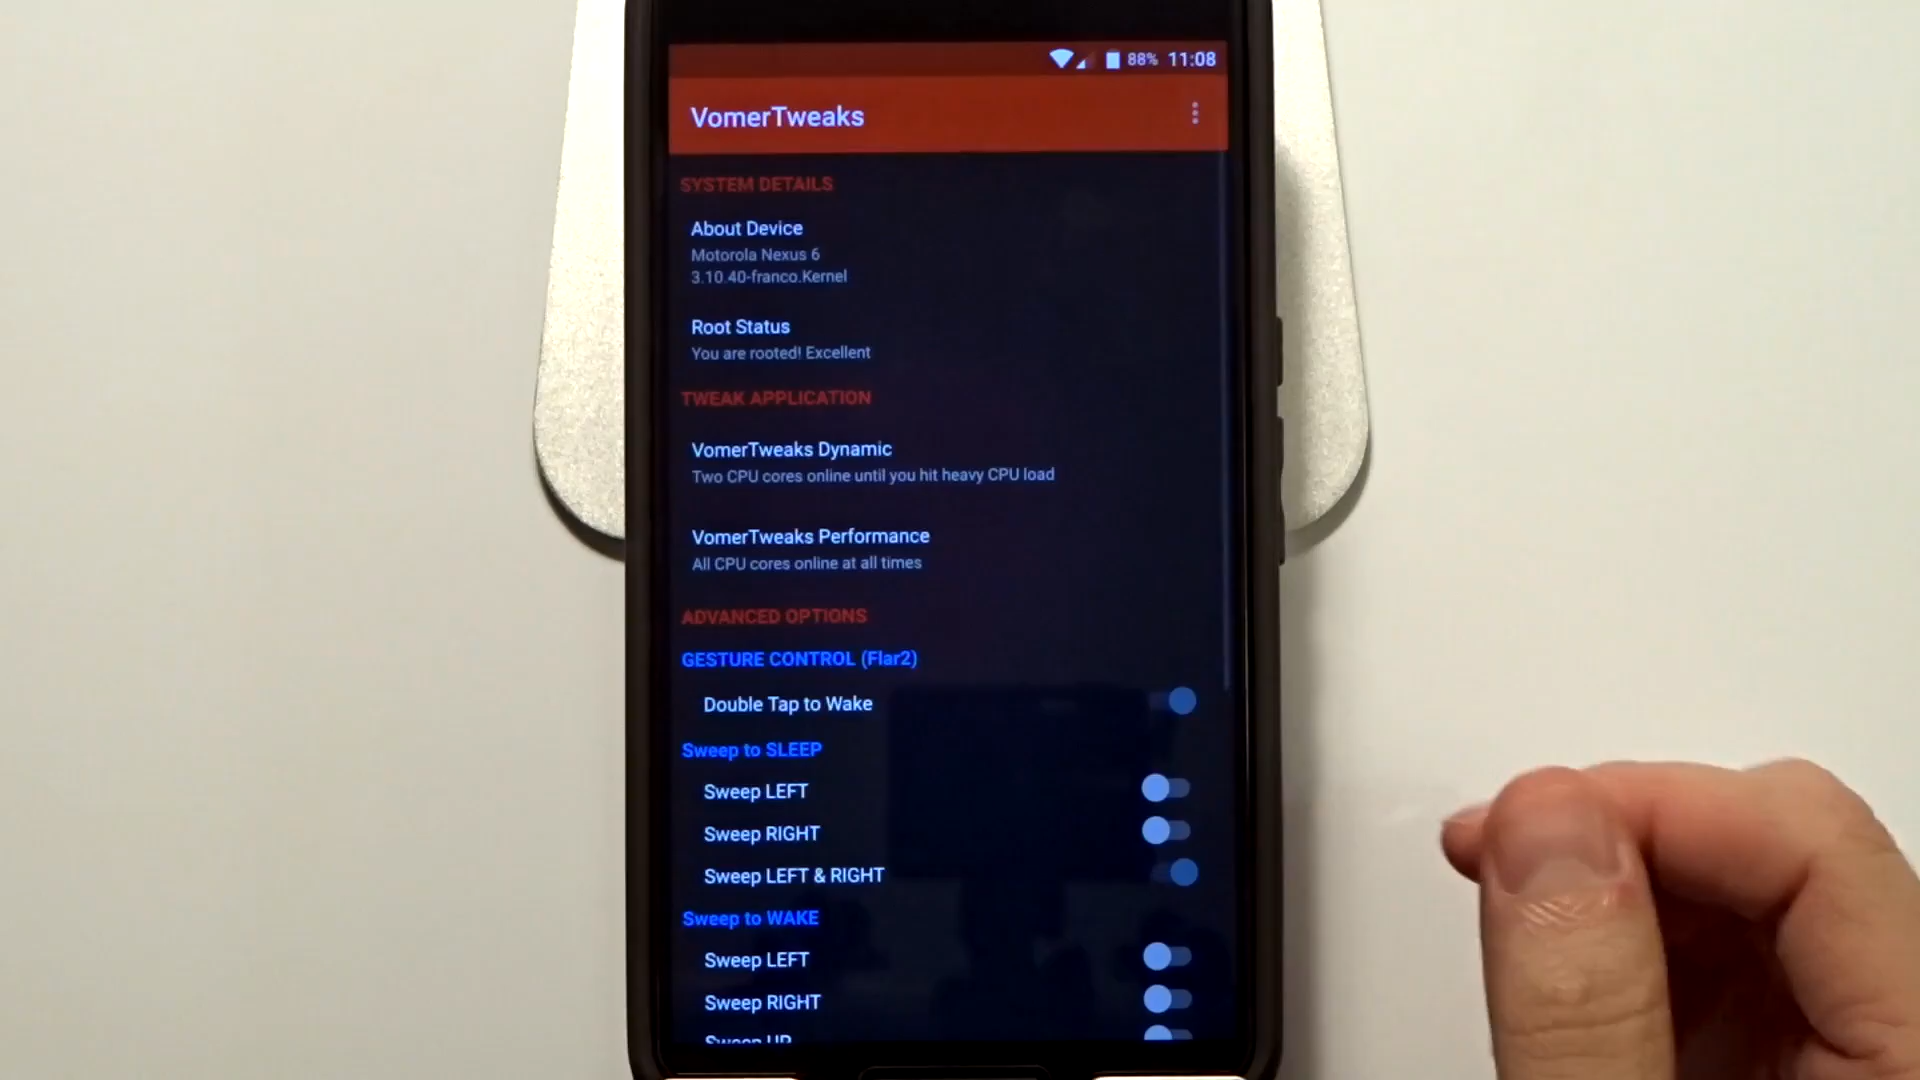 88% 11:08
VomerTweaks
SYSTEM DETAILS
About Device
Motorola Nexus 6
3.10.40-franco.Kernel
Root Status
You are rooted! Excellent
TWEAK APPLICATION
VomerTweaks Dynamic
Two CPU cores online until you hit heavy CPU load
VomerTweaks Performance
All CPU cores online at all times
ADVANCED OPTIONS
GESTURE CONTROL (Flar2)
Double Tap to Wake
Sweep to SLEEP
Sweep LEFT
Sweep RIGHT
Sweep LEFT & RIGHT
Sweep to WAKE
Sweep LEFT
Sweep RIGHT
Sweep UP